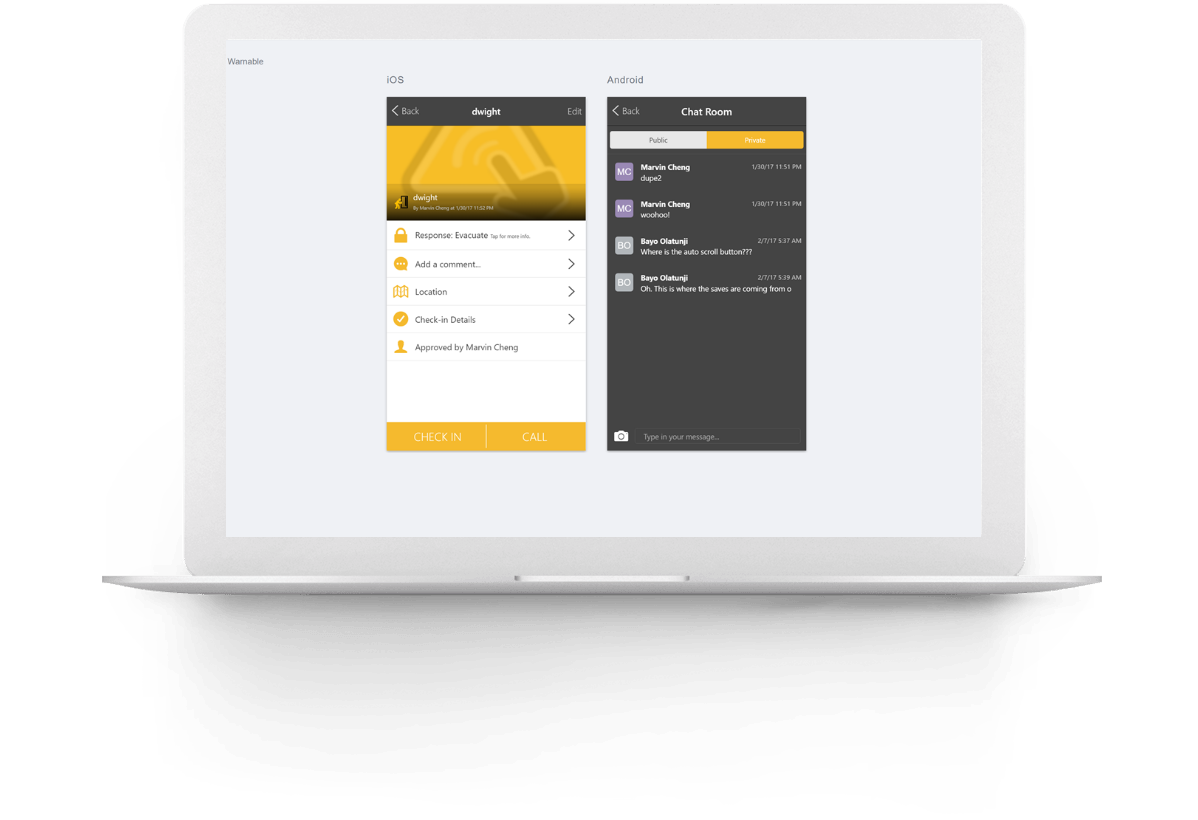 Warnable
iOS
Back
dwight
Edit
dwight
By Marvin Cheng at 1/30/17 11:52 PM
Response: Evacuate Tap for more info.
Add a comment...
Location
Check-in Details
Approved by Marvin Cheng
CHECK IN
CALL
Android
Back
Chat Room
Public
Private
MC
Marvin Cheng
1/30/17 11:51 PM
dupe2
MC
Marvin Cheng
1/30/17 11:51 PM
woohoo!
BO
Bayo Olatunji
2/7/17 5:37 AM
Where is the auto scroll button???
BO
Bayo Olatunji
2/7/17 5:39 AM
Oh. This is where the saves are coming from o
Type in your message...